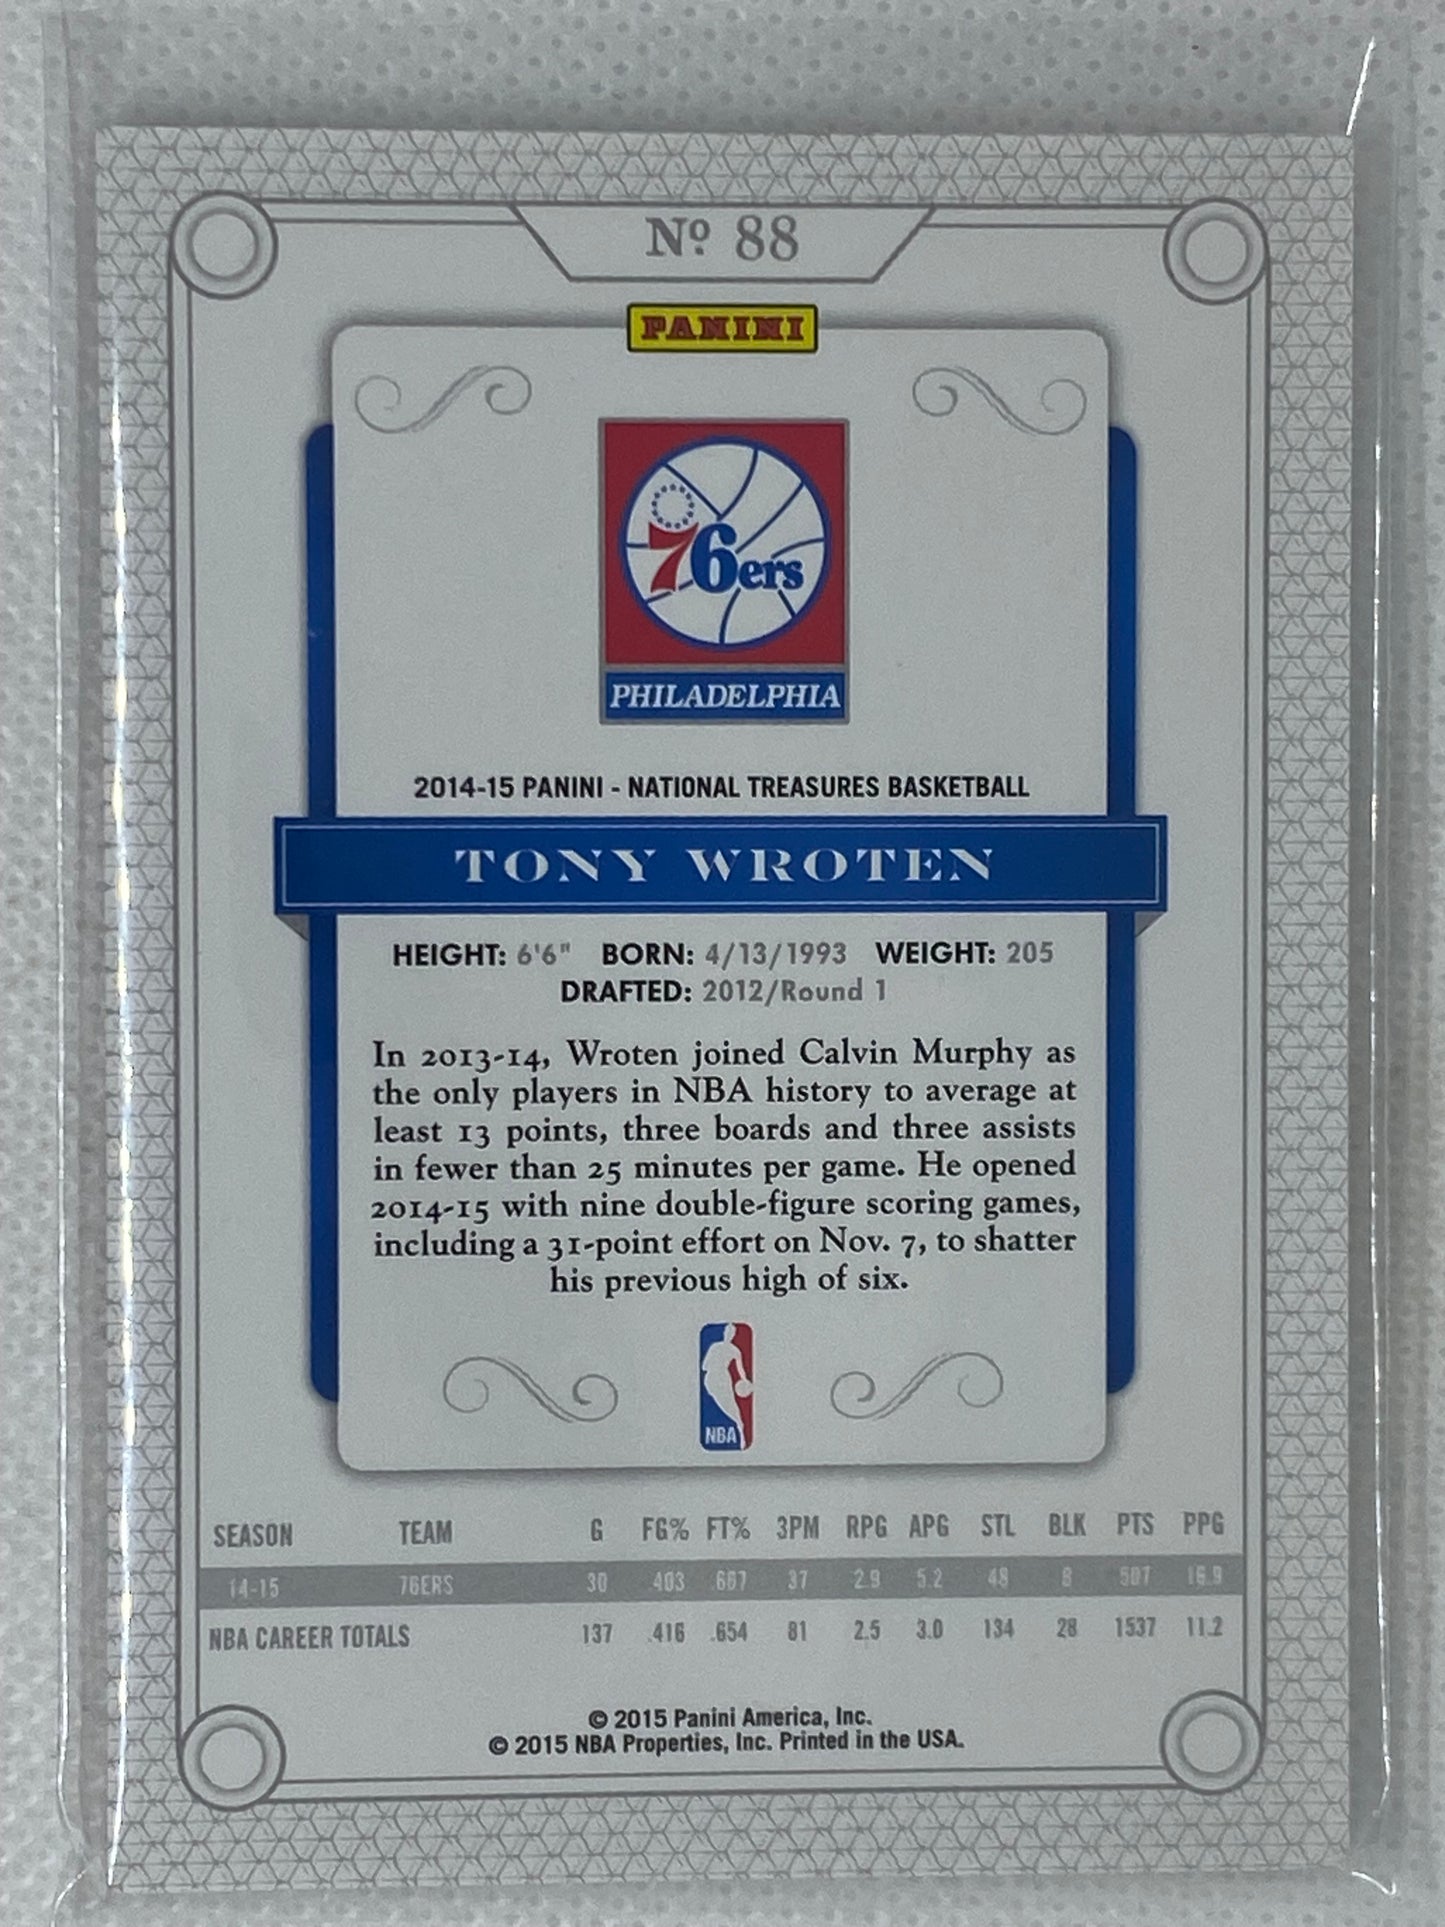 Nº 88
PANINI
76ers
PHILADELPHIA
2014-15 PANINI - NATIONAL TREASURES BASKETBALL
TONY WROTEN
HEIGHT: 6'6" BORN: 4/13/1993 WEIGHT: 205
DRAFTED: 2012/Round 1
In 2013-14, Wroten joined Calvin Murphy as
the only players in NBA history to average at
least 13 points, three boards and three assists
in fewer than 25 minutes per game. He opened
2014-15 with nine double-figure scoring games,
including a 31-point effort on Nov. 7, to shatter
his previous high of six.
NBA
SEASON TEAM G FG% FT% 3PM RPG APG STL BLK PTS PPG
14-15 76ERS 30 .403 .667 37 2.9 5.2 48 8 507 16.9
NBA CAREER TOTALS 137 .416 .654 81 2.5 3.0 134 28 1537 11.2
© 2015 Panini America, Inc.
© 2015 NBA Properties, Inc. Printed in the USA.